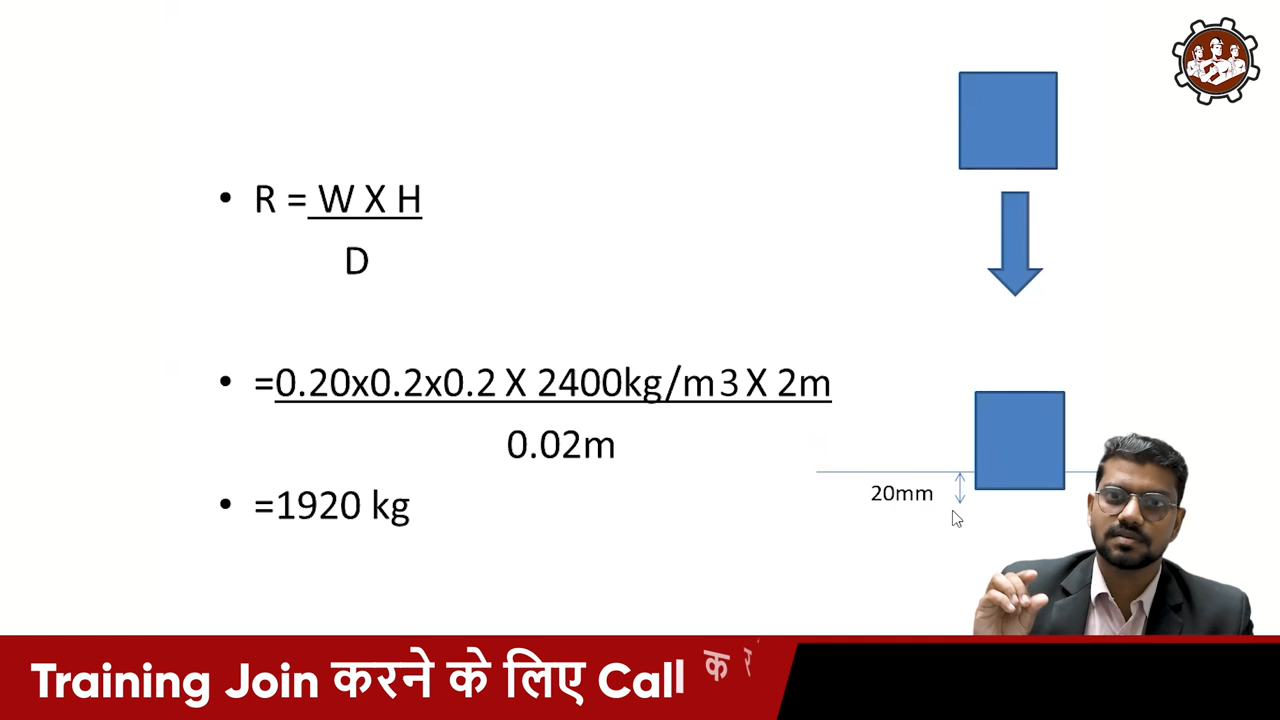 • R = W X H
D
• =0.20x0.2x0.2 X 2400kg/m3 X 2m
0.02m
20mm
• =1920 kg
Training Join करने के लिए Call क